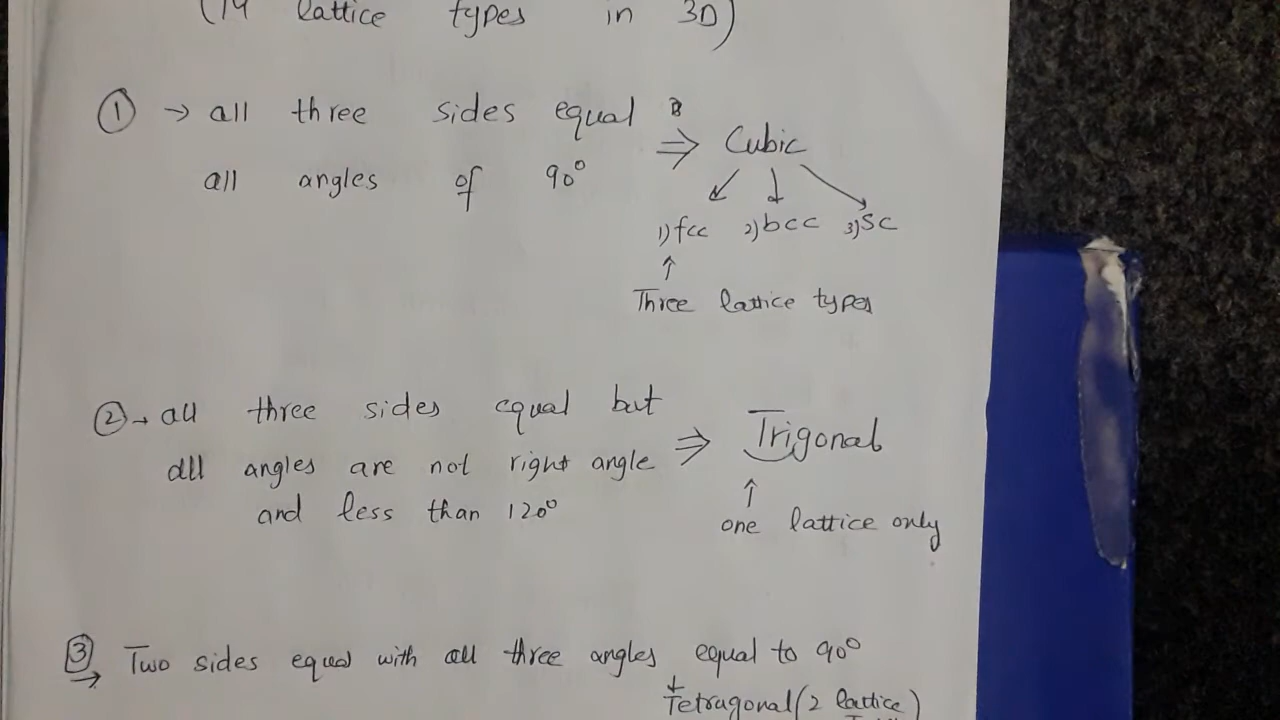 (14 lattice types in 3D)
① → all three sides equal
all angles of 90°
⇒ Cubic
1) fcc 2) bcc 3) SC
↑
Three lattice types
② → all three sides equal but
all angles are not right angle
and less than 120°
⇒ Trigonal
↑
one lattice only
3 → Two sides equal with all three angles equal to 90°
↓
Tetragonal (2 lattice)